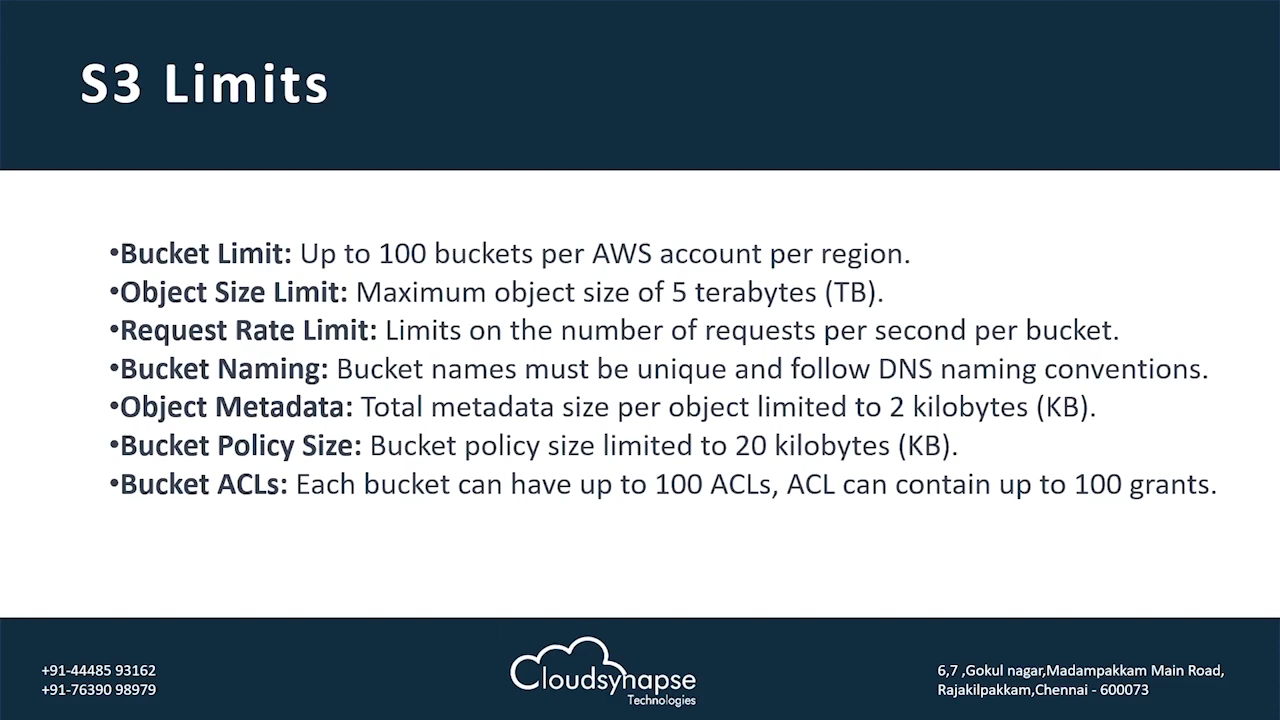 S3 Limits
•Bucket Limit: Up to 100 buckets per AWS account per region.
•Object Size Limit: Maximum object size of 5 terabytes (TB).
•Request Rate Limit: Limits on the number of requests per second per bucket.
•Bucket Naming: Bucket names must be unique and follow DNS naming conventions.
•Object Metadata: Total metadata size per object limited to 2 kilobytes (KB).
•Bucket Policy Size: Bucket policy size limited to 20 kilobytes (KB).
•Bucket ACLs: Each bucket can have up to 100 ACLs, ACL can contain up to 100 grants.
+91-44485 93162
+91-76390 98979
Cloudsynapse
Technologies
6,7 ,Gokul nagar,Madampakkam Main Road,
Rajakilpakkam,Chennai - 600073